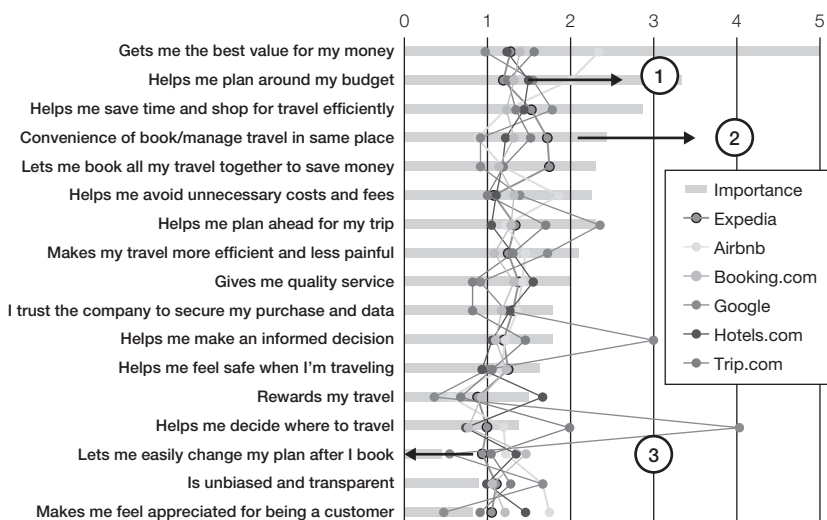 0 1 2 3 4 5
Gets me the best value for my money
Helps me plan around my budget
1
Helps me save time and shop for travel efficiently
Convenience of book/manage travel in same place
2
Lets me book all my travel together to save money
Helps me avoid unnecessary costs and fees
Helps me plan ahead for my trip
Makes my travel more efficient and less painful
Gives me quality service
I trust the company to secure my purchase and data
Helps me make an informed decision
Helps me feel safe when I'm traveling
Rewards my travel
Helps me decide where to travel
Lets me easily change my plan after I book
3
Is unbiased and transparent
Makes me feel appreciated for being a customer
Importance
Expedia
Airbnb
Booking.com
Google
Hotels.com
Trip.com